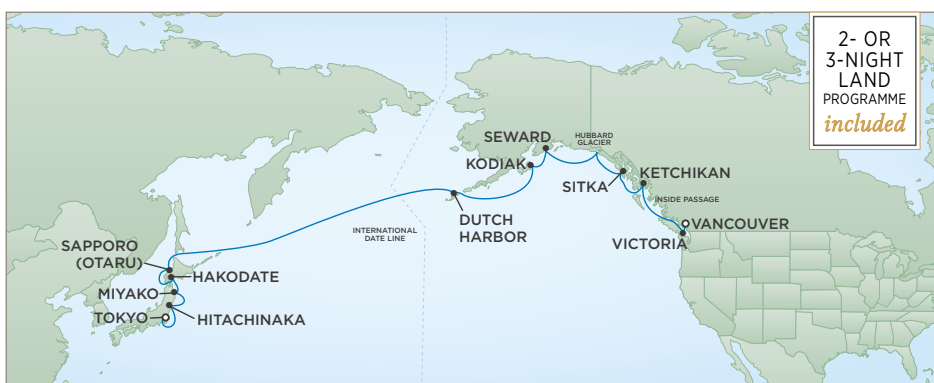 2- OR
3-NIGHT
LAND
PROGRAMME
included
SEWARD
HUBBARD
GLACIER
KODIAK
KETCHIKAN
SITKA
INSIDE PASSAGE
DUTCH
HARBOR
VANCOUVER
VICTORIA
INTERNATIONAL
DATE LINE
SAPPORO
(OTARU)
HAKODATE
MIYAKO
TOKYO
HITACHINAKA